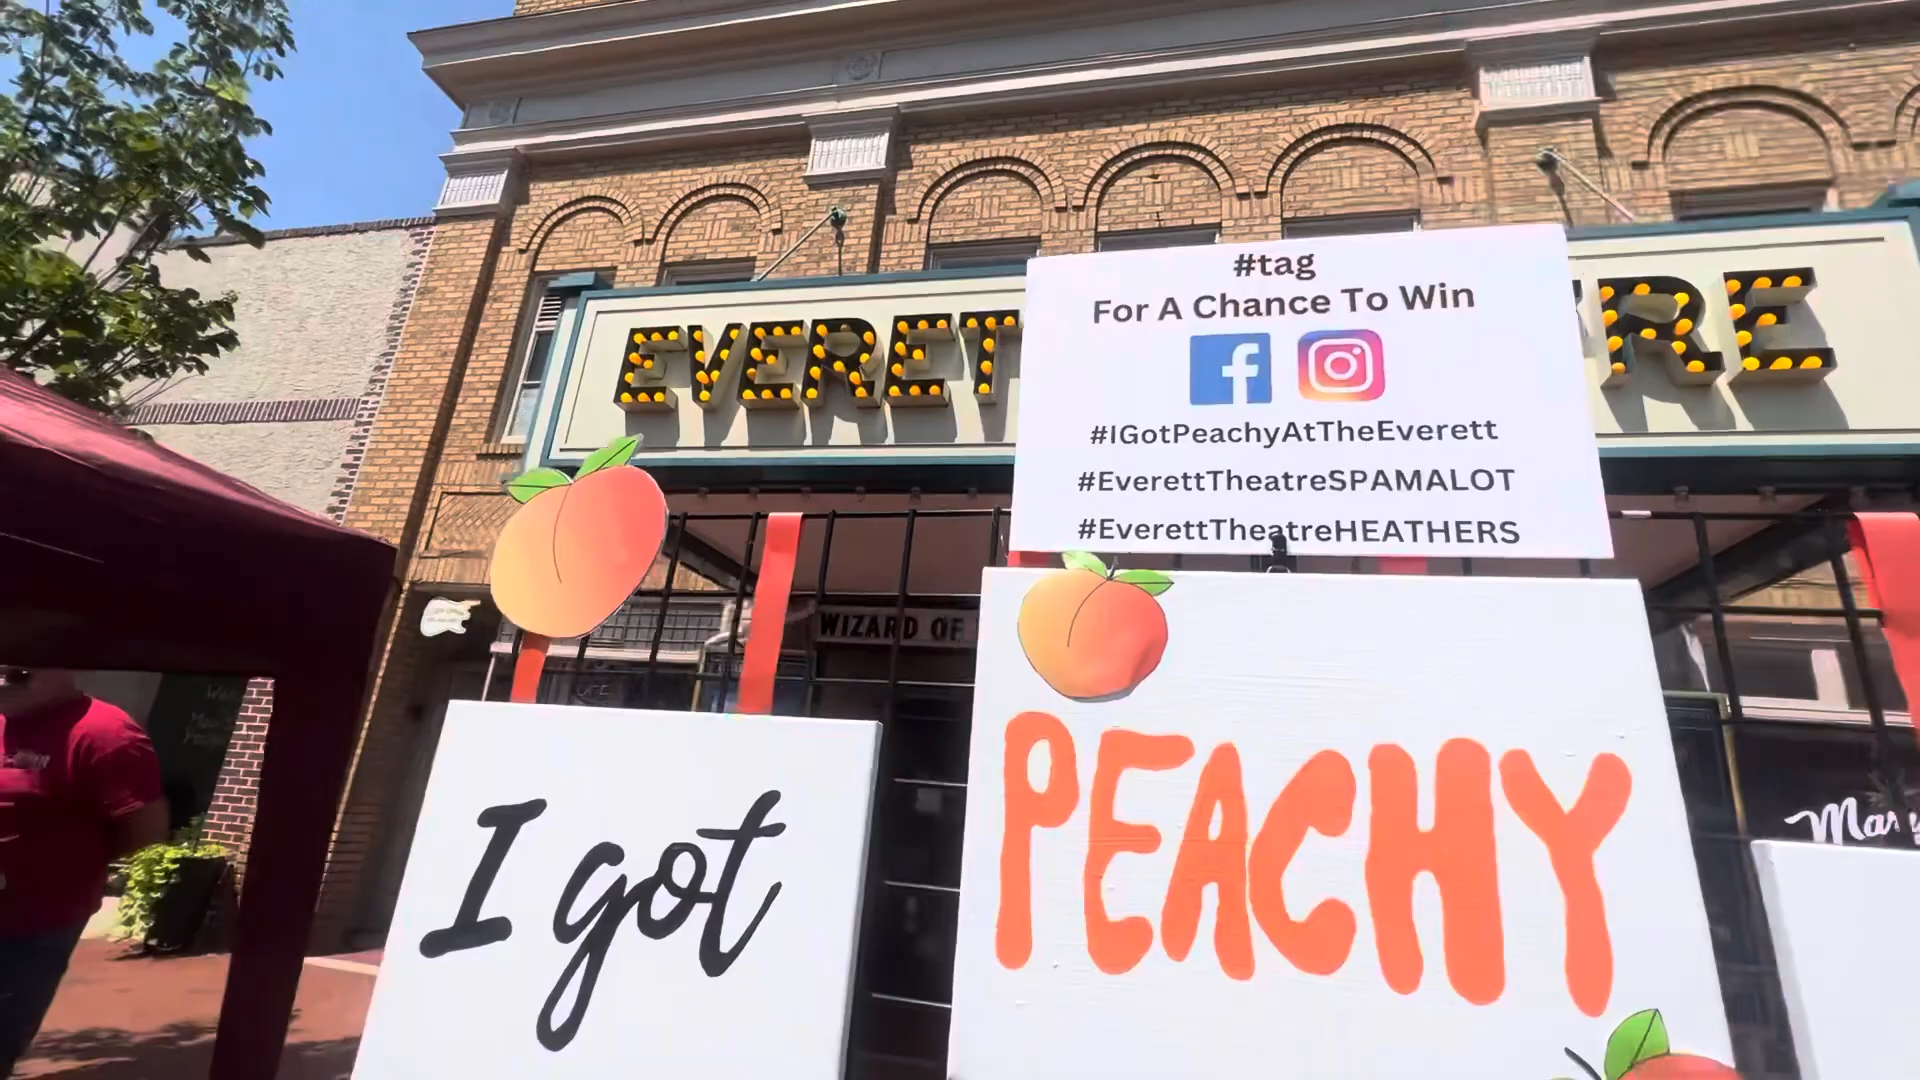 #tag
For A Chance To Win
#IGotPeachyAtTheEverett
#EverettTheatreSPAMALOT
#EverettTheatreHEATHERS
EVERET
RE
WIZARD OF
I got
PEACHY